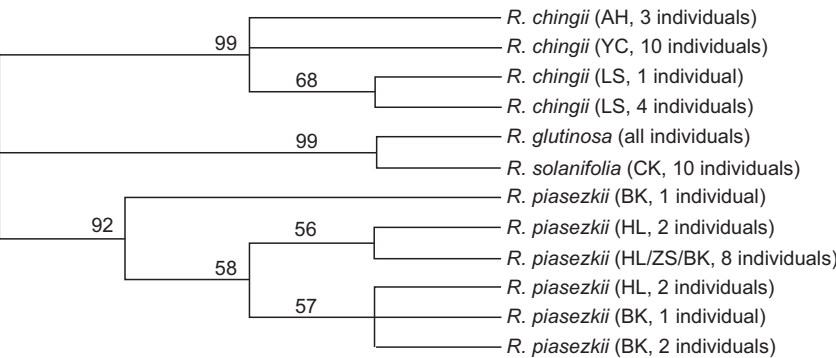 R. chingii (AH, 3 individuals)
99
R. chingii (YC, 10 individuals)
68
R. chingii (LS, 1 individual)
R. chingii (LS, 4 individuals)
99
R. glutinosa (all individuals)
R. solanifolia (CK, 10 individuals)
R. piasezkii (BK, 1 individual)
92
56
R. piasezkii (HL, 2 individuals)
R. piasezkii (HL/ZS/BK, 8 individuals)
58
R. piasezkii (HL, 2 individuals)
57
R. piasezkii (BK, 1 individual)
R. piasezkii (BK, 2 individuals)